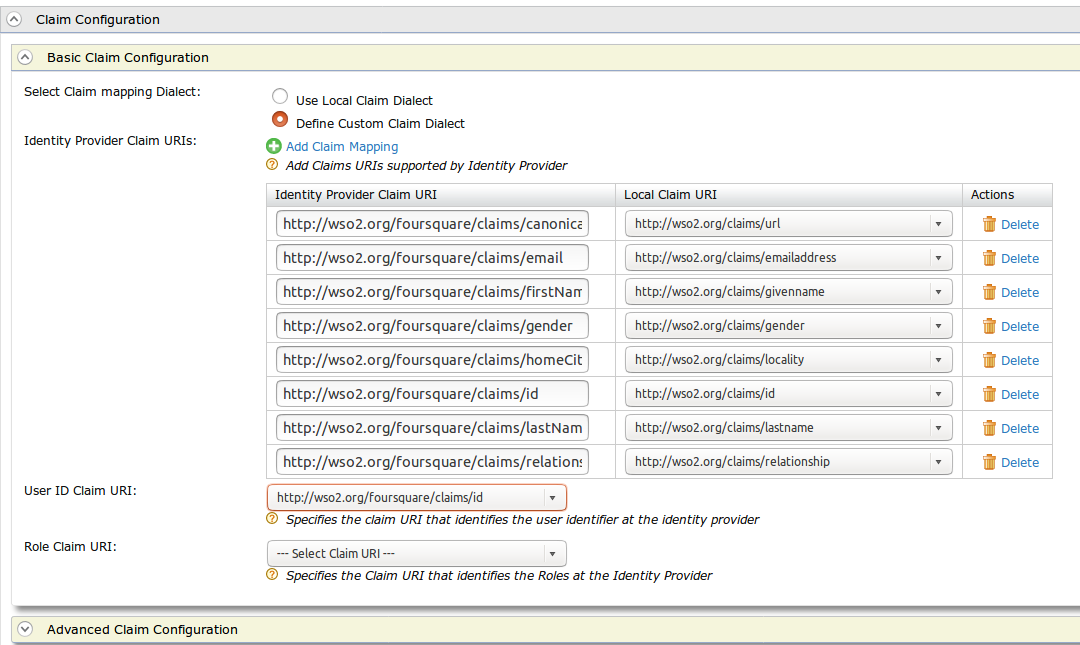 Claim Configuration
Basic Claim Configuration
Select Claim mapping Dialect:
Use Local Claim Dialect
Define Custom Claim Dialect
Identity Provider Claim URIs:
Add Claim Mapping
Add Claims URIs supported by Identity Provider
Identity Provider Claim URI Local Claim URI Actions
http://wso2.org/foursquare/claims/canonica http://wso2.org/claims/url Delete
http://wso2.org/foursquare/claims/email http://wso2.org/claims/emailaddress Delete
http://wso2.org/foursquare/claims/firstNam http://wso2.org/claims/givenname Delete
http://wso2.org/foursquare/claims/gender http://wso2.org/claims/gender Delete
http://wso2.org/foursquare/claims/homeCit http://wso2.org/claims/locality Delete
http://wso2.org/foursquare/claims/id http://wso2.org/claims/id Delete
http://wso2.org/foursquare/claims/lastNam http://wso2.org/claims/lastname Delete
http://wso2.org/foursquare/claims/relations http://wso2.org/claims/relationship Delete
User ID Claim URI:
http://wso2.org/foursquare/claims/id
Specifies the claim URI that identifies the user identifier at the identity provider
Role Claim URI:
--- Select Claim URI ---
Specifies the Claim URI that identifies the Roles at the Identity Provider
Advanced Claim Configuration